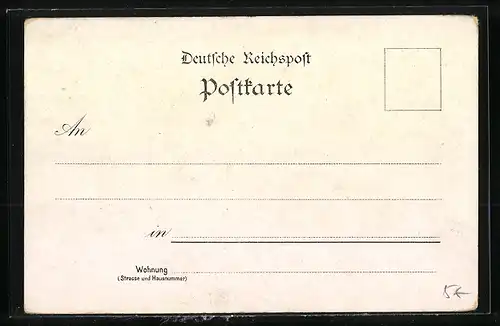 Deutsche Reichspost
Postkarte
An
in
Wohnung
(Strasse und Hausnummer)